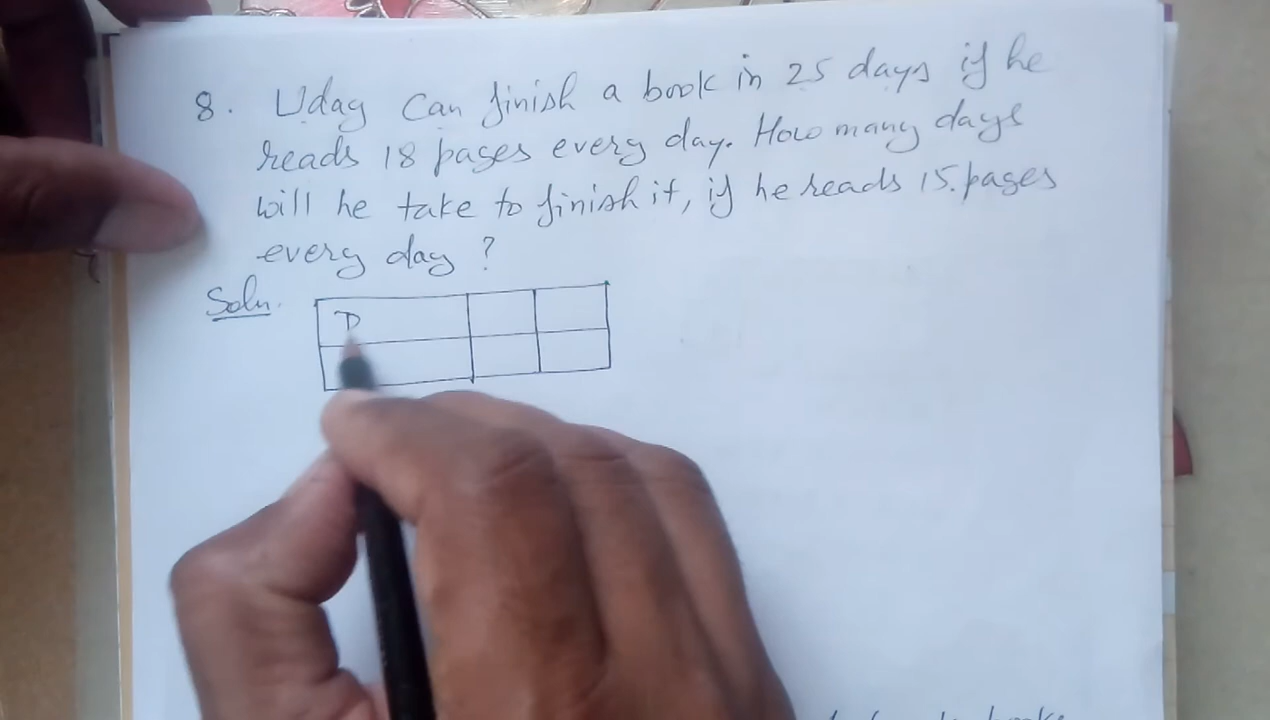 8. Uday can finish a book in 25 days if he
reads 18 pages every day. How many days
will he take to finish it, if he reads 15 pages
every day ?
Soln.
D